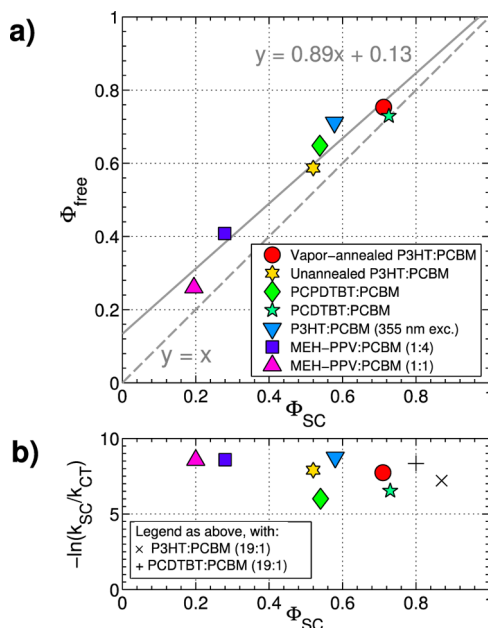 a)
1
y = 0.89x + 0.13
0.8
0.6
Φfree
0.4
Vapor-annealed P3HT:PCBM
Unannealed P3HT:PCBM
PCPDTBT:PCBM
PCDTBT:PCBM
P3HT:PCBM (355 nm exc.)
MEH-PPV:PCBM (1:4)
MEH-PPV:PCBM (1:1)
0.2
y = x
0
0 0.2 0.4 0.6 0.8 1
ΦSC
b)
10
5
0
-ln(kSC/kCT)
Legend as above, with:
× P3HT:PCBM (19:1)
+ PCDTBT:PCBM (19:1)
0 0.2 0.4 0.6 0.8 1
ΦSC